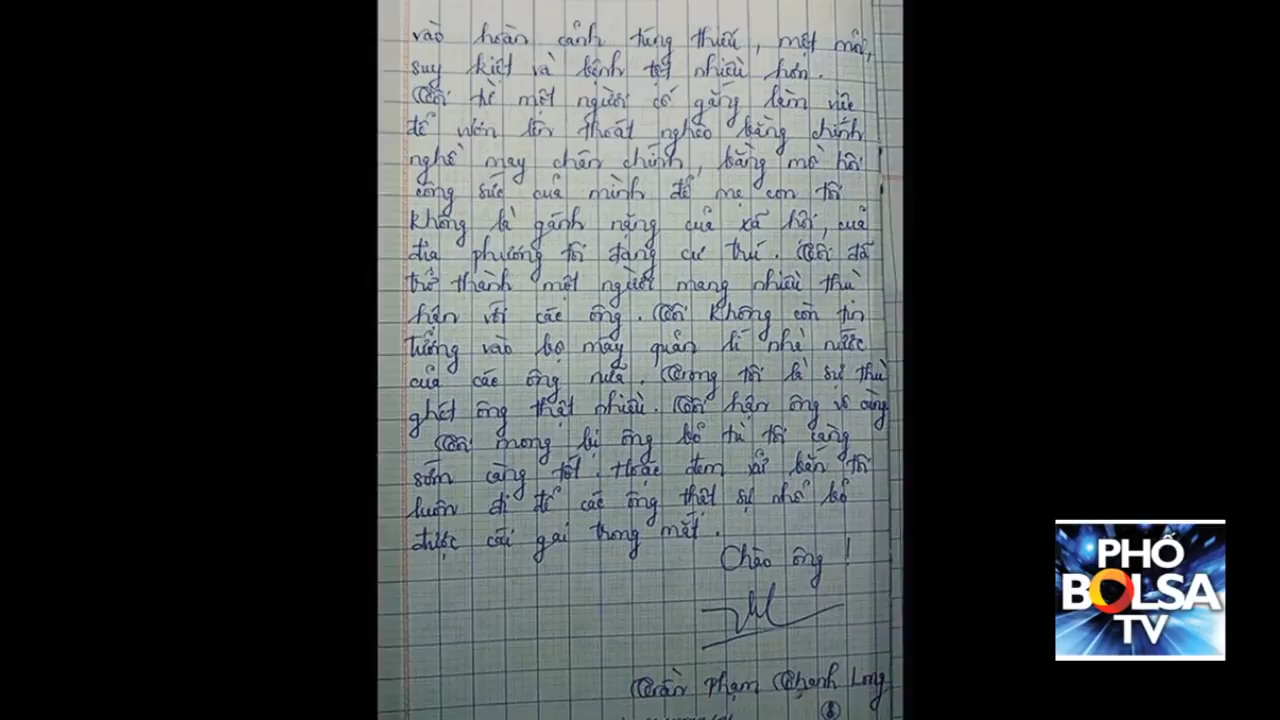 vào hoàn cảnh túng thiếu, mệt mỏi,
suy kiệt và bệnh tật nhiều hơn.
Tôi từ một người cố gắng làm việc
để vươn lên thoát nghèo bằng chính
nghề may chân chính, bằng mồ hôi
công sức của mình để mẹ con tôi
không là gánh nặng của xã hội, của
địa phương tôi đang cư trú. Tôi đã
trở thành một người mang nhiều thù
hận với các ông. Tôi không còn tin
tưởng vào bộ máy quản lí nhà nước
của các ông nữa. Trong tôi là sự thù
ghét ông thật nhiều. Tôi hận ông vô cùng
Tôi mong bị ông bỏ tù tôi càng
sớm càng tốt. Hoặc đem xử bắn tôi
luôn đi để các ông thật sự nhổ bỏ
được cái gai trong mắt.
Chào ông!
Trần Phạm Thanh Long
8
PHỐ
BOLSA
TV